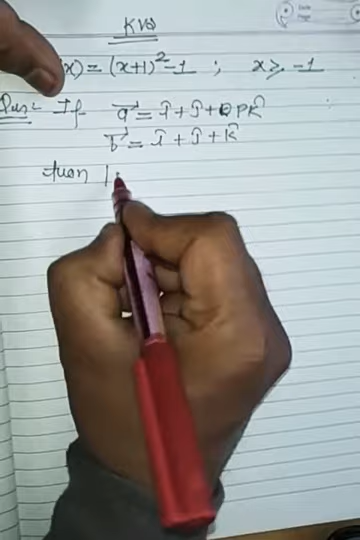 KVS
(x) = (x+1)²-1 ; x ≥ -1
Ques:- If a⃗ = î + ĵ + pk̂
b⃗ = î + ĵ + k̂
then |